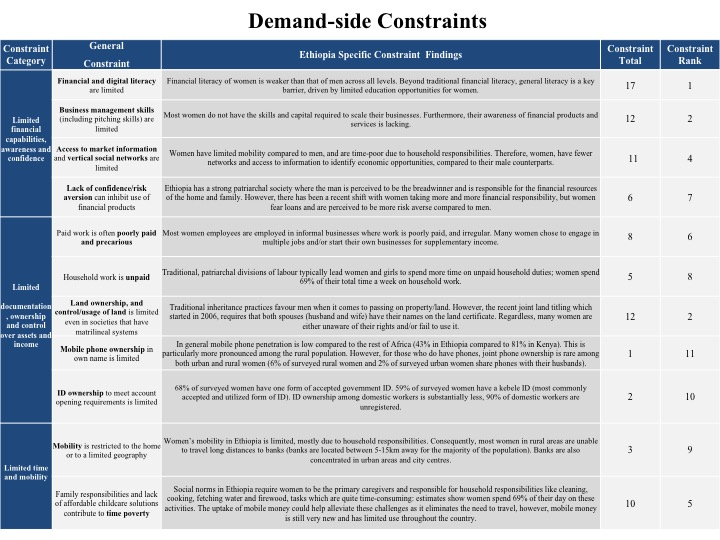 Demand-side Constraints
Constraint
Category
General
Constraint
Ethiopia Specific Constraint  Findings
Constraint
Total
Constraint
Rank
Limited
financial
capabilities,
awareness and
confidence
Financial and digital literacy
are limited
Financial literacy of women is weaker than that of men across all levels. Beyond traditional financial literacy, general literacy is a key
barrier, driven by limited education opportunities for women.
17
1
Business management skills
(including pitching skills) are
limited
Most women do not have the skills and capital required to scale their businesses. Furthermore, their awareness of financial products and
services is lacking.
12
2
Access to market information
and vertical social networks are
limited
Women have limited mobility compared to men, and are time-poor due to household responsibilities. Therefore, women, have fewer
networks and access to information to identify economic opportunities, compared to their male counterparts.
11
4
Lack of confidence/risk
aversion can inhibit use of
financial products
Ethiopia has a strong patriarchal society where the man is perceived to be the breadwinner and is responsible for the financial resources
of the home and family. However, there has been a recent shift with women taking more and more financial responsibility, but women
fear loans and are perceived to be more risk averse compared to men.
6
7
Limited
documentation
, ownership
and control
over assets and
income
Paid work is often poorly paid
and precarious
Most women employees are employed in informal businesses where work is poorly paid, and irregular. Many women chose to engage in
multiple jobs and/or start their own businesses for supplementary income.
8
6
Household work is unpaid
Traditional, patriarchal divisions of labour typically lead women and girls to spend more time on unpaid household duties; women spend
69% of their total time a week on household work.
5
8
Land ownership, and
control/usage of land is limited
even in societies that have
matrilineal systems
Traditional inheritance practices favour men when it comes to passing on property/land. However, the recent joint land titling which
started in 2006, requires that both spouses (husband and wife) have their names on the land certificate. Regardless, many women are
either unaware of their rights and/or fail to use it.
12
2
Mobile phone ownership in
own name is limited
In general mobile phone penetration is low compared to the rest of Africa (43% in Ethiopia compared to 81% in Kenya). This is
particularly more pronounced among the rural population. However, for those who do have phones, joint phone ownership is rare among
both urban and rural women (6% of surveyed rural women and 2% of surveyed urban women share phones with their husbands).
1
11
ID ownership to meet account
opening requirements is limited
68% of surveyed women have one form of accepted government ID. 59% of surveyed women have a kebele ID (most commonly
accepted and utilized form of ID). ID ownership among domestic workers is substantially less, 90% of domestic workers are
unregistered.
2
10
Limited time
and mobility
Mobility is restricted to the home
or to a limited geography
Women's mobility in Ethiopia is limited, mostly due to household responsibilities. Consequently, most women in rural areas are unable
to travel long distances to banks (banks are located between 5-15km away for the majority of the population). Banks are also
concentrated in urban areas and city centres.
3
9
Family responsibilities and lack
of affordable childcare solutions
contribute to time poverty
Social norms in Ethiopia require women to be the primary caregivers and responsible for household responsibilities like cleaning,
cooking, fetching water and firewood, tasks which are quite time-consuming: estimates show women spend 69% of their day on these
activities. The uptake of mobile money could help alleviate these challenges as it eliminates the need to travel, however, mobile money
is still very new and has limited use throughout the country.
10
5